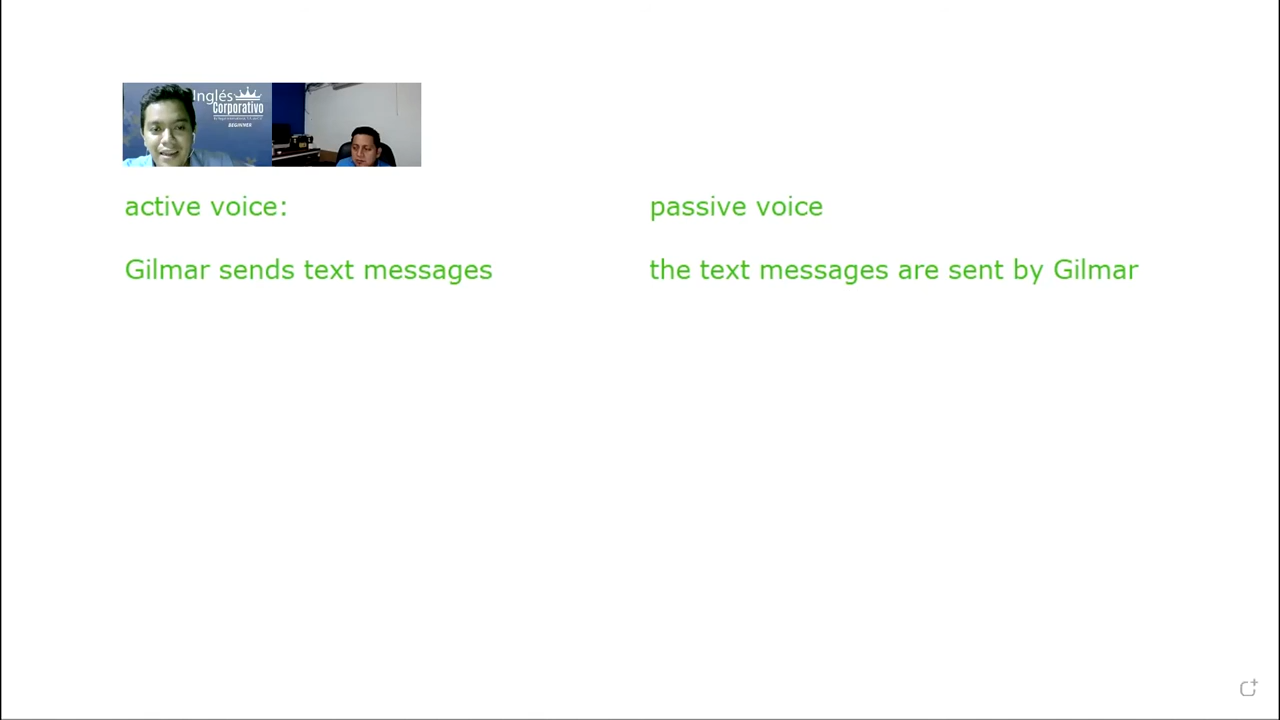 Inglés
Corporativo
BEGINNER
active voice:
passive voice
Gilmar sends text messages
the text messages are sent by Gilmar